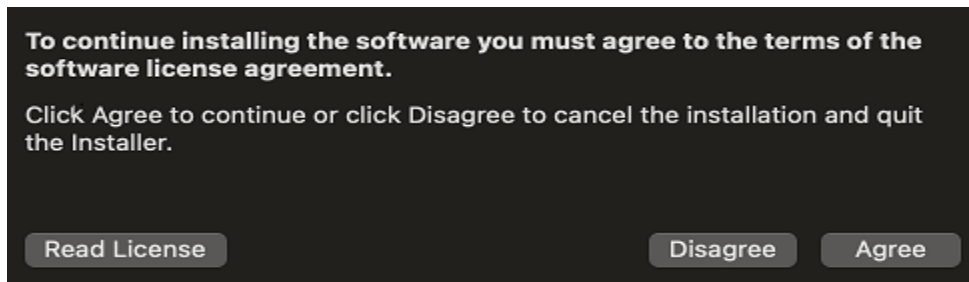 To continue installing the software you must agree to the terms of the
software license agreement.
Click Agree to continue or click Disagree to cancel the installation and quit
the Installer.
Read License
Disagree
Agree